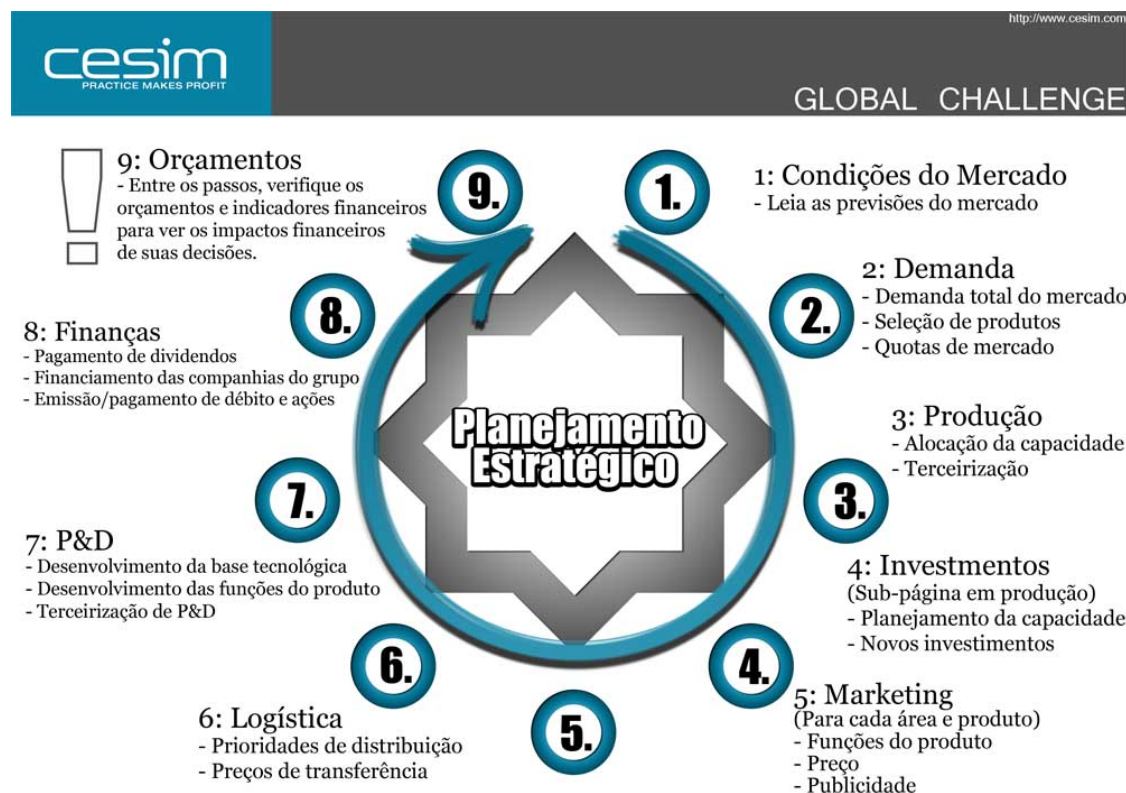 http://www.cesim.com
cesim
PRACTICE MAKES PROFIT
GLOBAL CHALLENGE
1.
1: Condições do Mercado
- Leia as previsões do mercado
2.
2: Demanda
- Demanda total do mercado
- Seleção de produtos
- Quotas de mercado
3.
3: Produção
- Alocação da capacidade
- Terceirização
4.
4: Investmentos
(Sub-página em produção)
- Planejamento da capacidade
- Novos investimentos
5.
5: Marketing
(Para cada área e produto)
- Funções do produto
- Preço
- Publicidade
6.
6: Logística
- Prioridades de distribuição
- Preços de transferência
7.
7: P&D
- Desenvolvimento da base tecnológica
- Desenvolvimento das funções do produto
- Terceirização de P&D
8.
8: Finanças
- Pagamento de dividendos
- Financiamento das companhias do grupo
- Emissão/pagamento de débito e ações
9.
!
9: Orçamentos
- Entre os passos, verifique os
orçamentos e indicadores financeiros
para ver os impactos financeiros
de suas decisões.
Planejamento
Estratégico